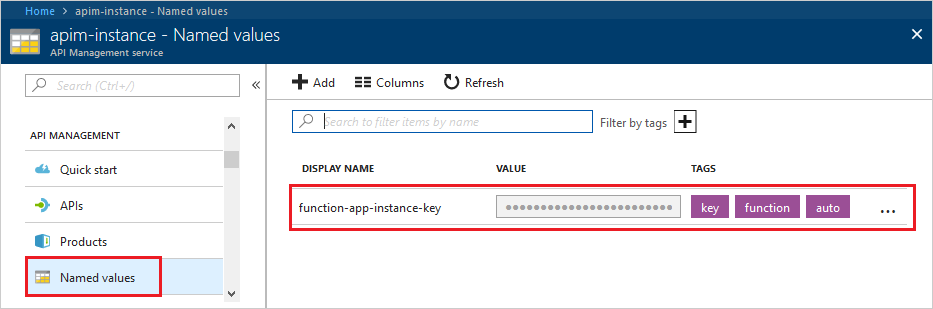 Home > apim-instance - Named values
apim-instance - Named values
API Management service
Search (Ctrl+/)
API MANAGEMENT
Quick start
APIs
Products
Named values
Add Columns Refresh
Search to filter items by name
Filter by tags
DISPLAY NAME VALUE TAGS
function-app-instance-key ●●●●●●●●●●●●●●●●●●●●●●●● key function auto ...